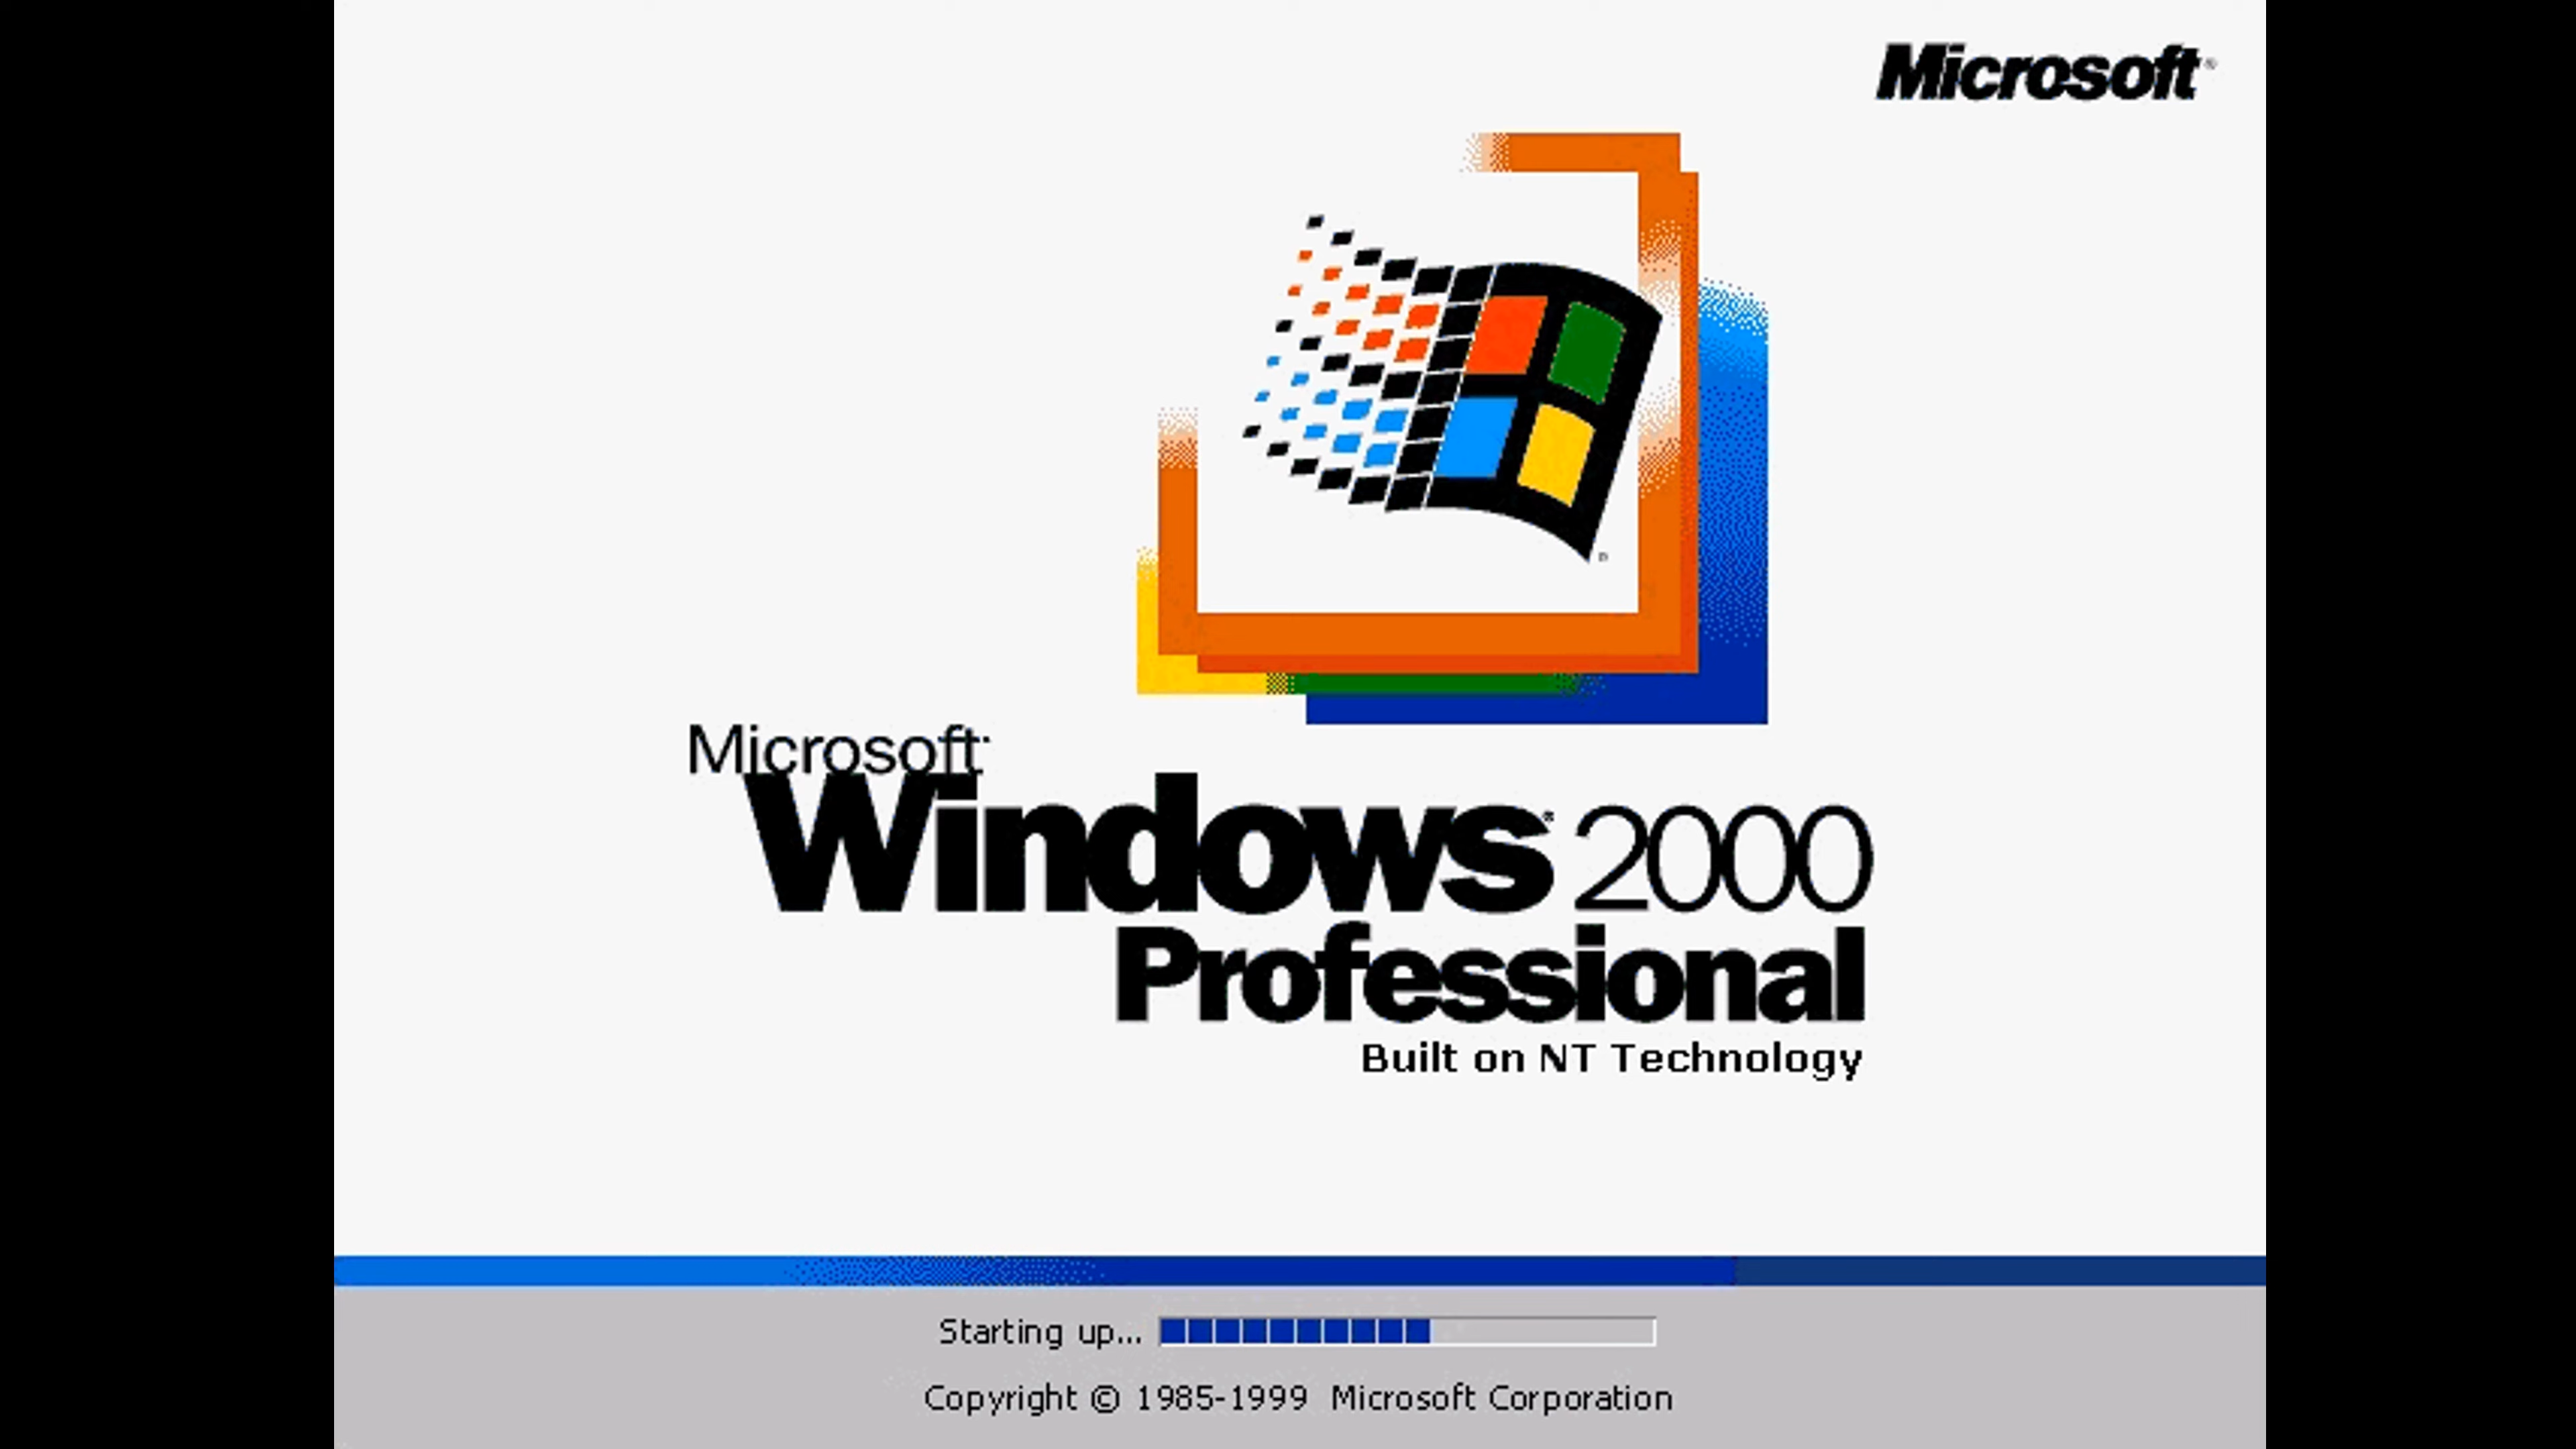 Microsoft®
Microsoft
Windows® 2000
Professional
Built on NT Technology
Starting up...
Copyright © 1985-1999 Microsoft Corporation